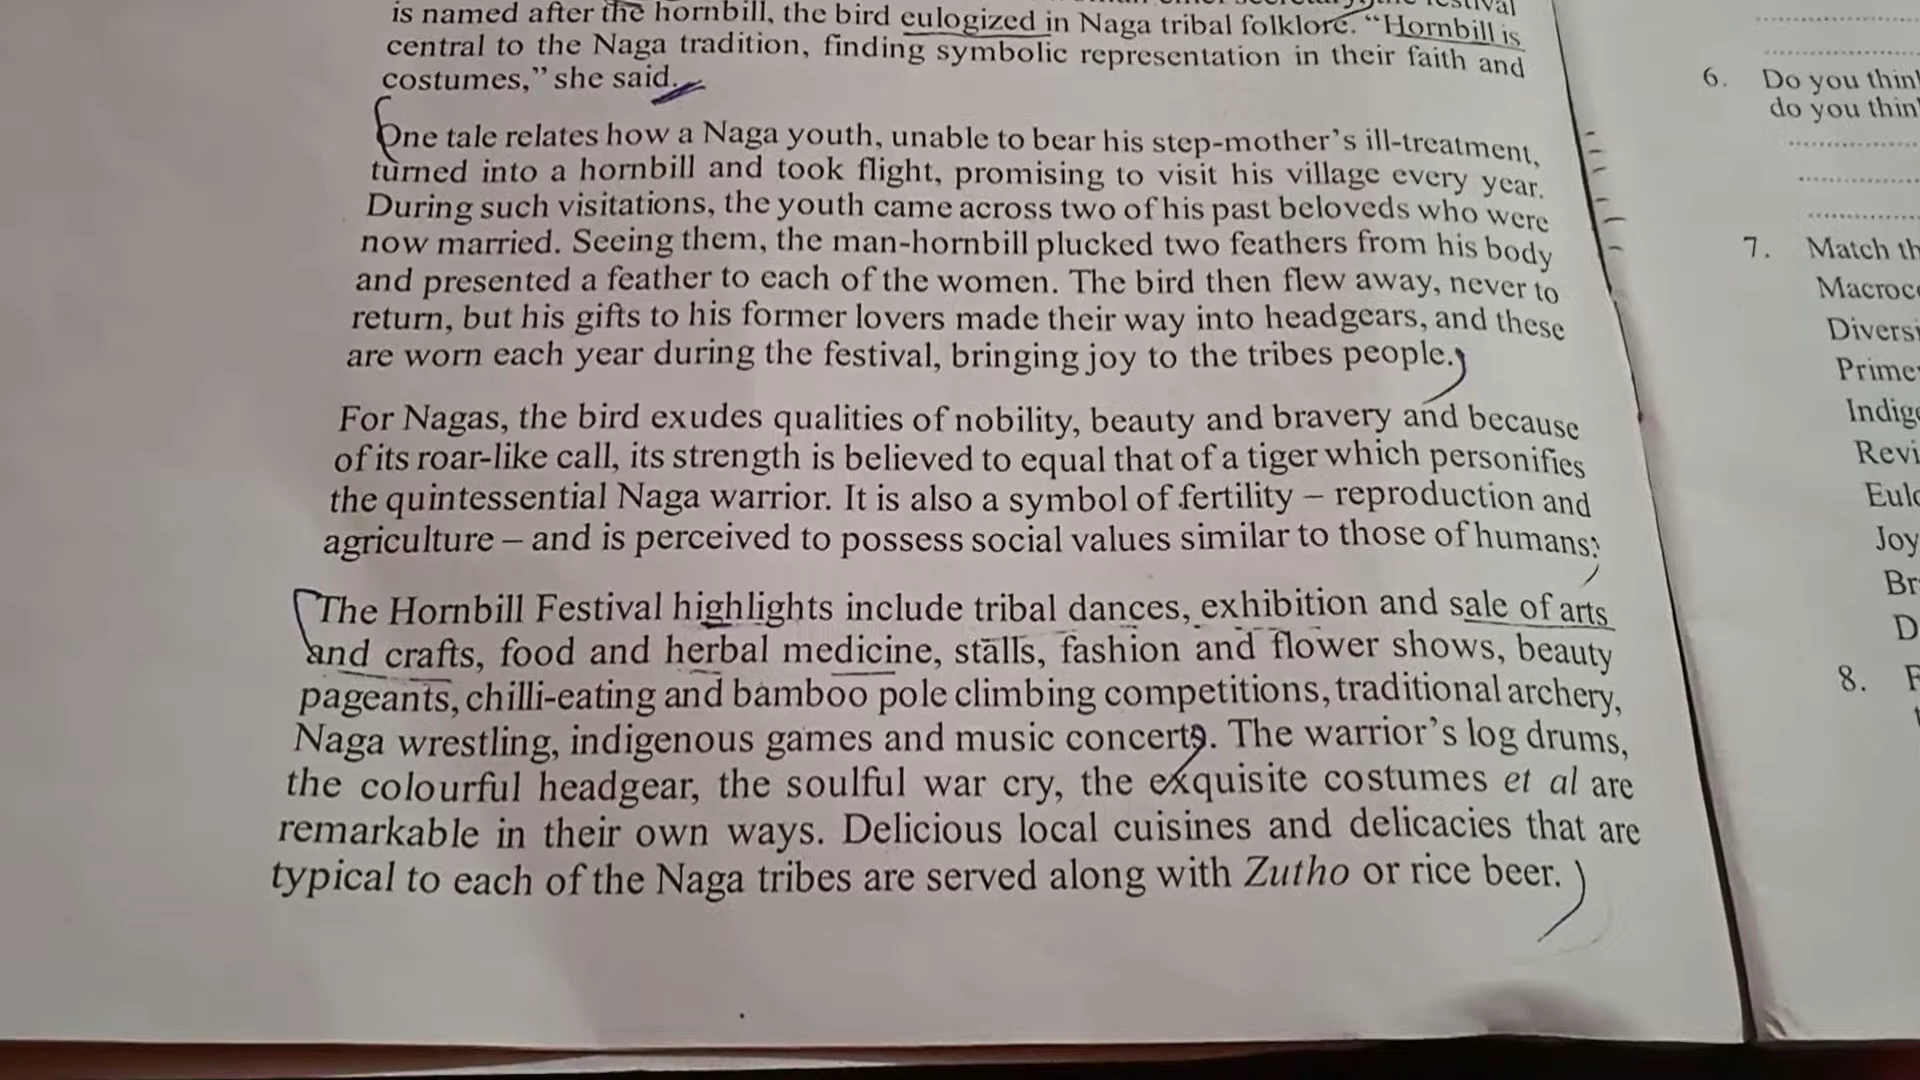 is named after the hornbill, the bird eulogized in Naga tribal folklore. “Hornbill is
central to the Naga tradition, finding symbolic representation in their faith and
costumes,” she said.
One tale relates how a Naga youth, unable to bear his step-mother’s ill-treatment,
turned into a hornbill and took flight, promising to visit his village every year.
During such visitations, the youth came across two of his past beloveds who were
now married. Seeing them, the man-hornbill plucked two feathers from his body
and presented a feather to each of the women. The bird then flew away, never to
return, but his gifts to his former lovers made their way into headgears, and these
are worn each year during the festival, bringing joy to the tribes people.
For Nagas, the bird exudes qualities of nobility, beauty and bravery and because
of its roar-like call, its strength is believed to equal that of a tiger which personifies
the quintessential Naga warrior. It is also a symbol of fertility – reproduction and
agriculture – and is perceived to possess social values similar to those of humans.
The Hornbill Festival highlights include tribal dances, exhibition and sale of arts
and crafts, food and herbal medicine, stalls, fashion and flower shows, beauty
pageants, chilli-eating and bamboo pole climbing competitions, traditional archery,
Naga wrestling, indigenous games and music concerts. The warrior’s log drums,
the colourful headgear, the soulful war cry, the exquisite costumes et al are
remarkable in their own ways. Delicious local cuisines and delicacies that are
typical to each of the Naga tribes are served along with Zutho or rice beer.
6. Do you
do you
7. Match
Joy
8.